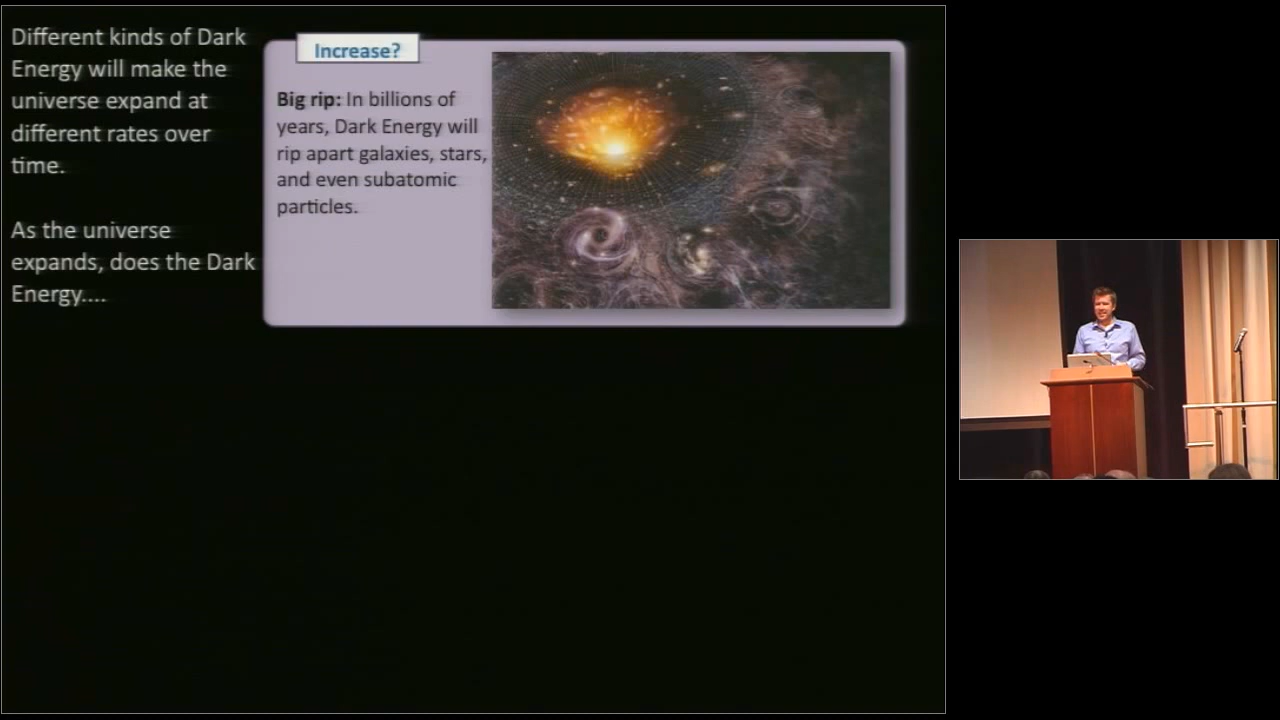 Different kinds of Dark
Energy will make the
universe expand at
different rates over
time.
As the universe
expands, does the Dark
Energy....
Increase?
Big rip: In billions of
years, Dark Energy will
rip apart galaxies, stars,
and even subatomic
particles.